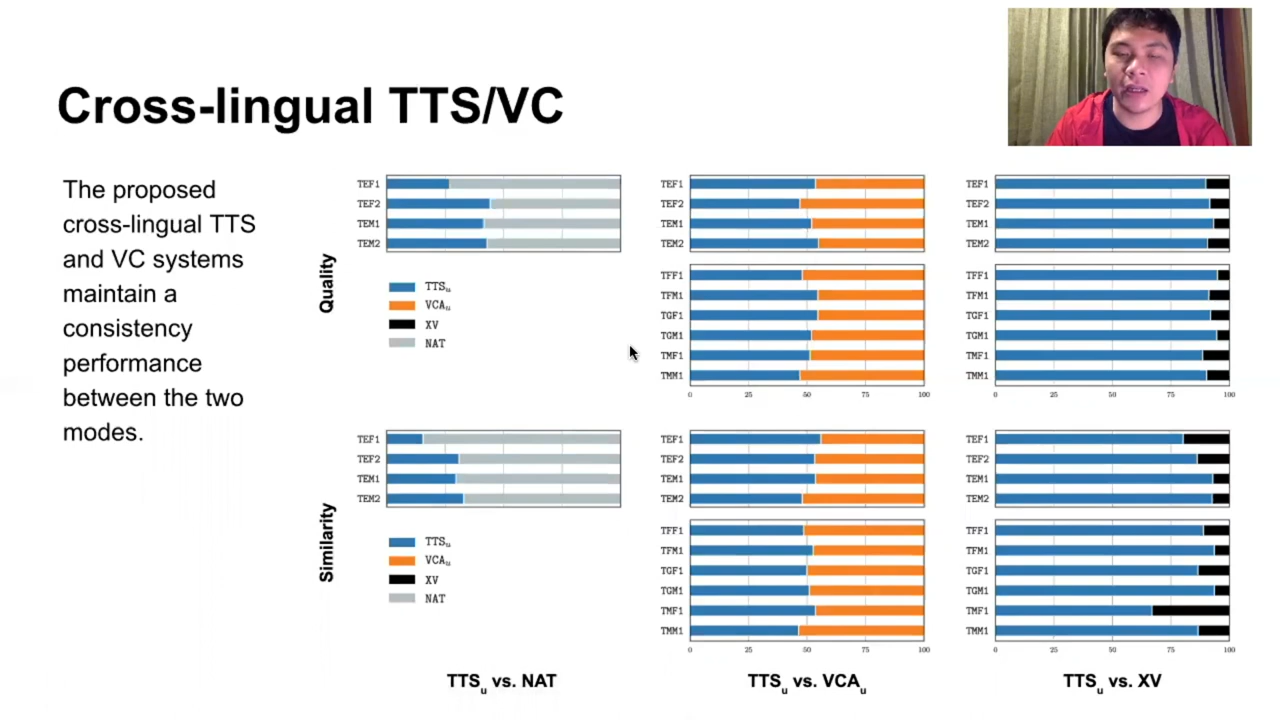 Cross-lingual TTS/VC
The proposed
cross-lingual TTS
and VC systems
maintain a
consistency
performance
between the two
modes.
Quality
TEF1
TEF2
TEM1
TEM2
TTSu
VCAu
XV
NAT
TEF1
TEF2
TEM1
TEM2
TFF1
TFM1
TGF1
TGM1
TMF1
TMM1
0 25 50 75 100
TEF1
TEF2
TEM1
TEM2
TFF1
TFM1
TGF1
TGM1
TMF1
TMM1
0 25 50 75 100
Similarity
TEF1
TEF2
TEM1
TEM2
TTSu
VCAu
XV
NAT
TEF1
TEF2
TEM1
TEM2
TFF1
TFM1
TGF1
TGM1
TMF1
TMM1
0 25 50 75 100
TEF1
TEF2
TEM1
TEM2
TFF1
TFM1
TGF1
TGM1
TMF1
TMM1
0 25 50 75 100
TTSu vs. NAT
TTSu vs. VCAu
TTSu vs. XV